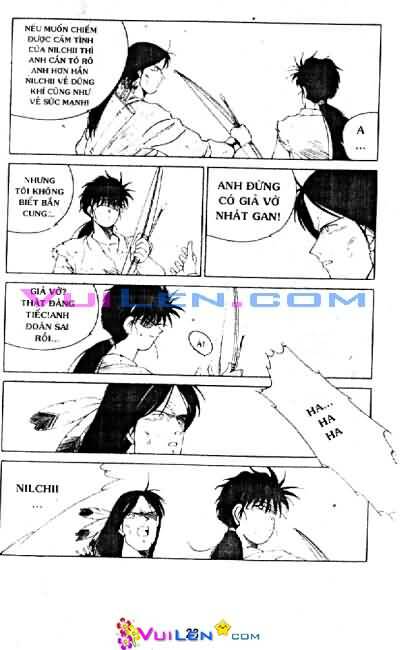 NẾU MUỐN CHIẾM
ĐƯỢC CẢM TÌNH
CỦA NILCHII THÌ
ANH CẦN TỎ RÕ
ANH HƠN HẲN
NILCHII VỀ DŨNG
KHÍ CŨNG NHƯ
VỀ SỨC MẠNH!
A
...
NHƯNG
TÔI KHÔNG
BIẾT BẮN
CUNG...
ANH ĐỪNG
CÓ GIẢ VỜ
NHÁT GAN!
GIẢ VỜ?
THẬT ĐÁNG
TIẾC! ANH
ĐOÁN SAI
RỒI...
A!
VUILEN.COM
HA...
HA
HA
NILCHII
...
22
VUILEN.COM